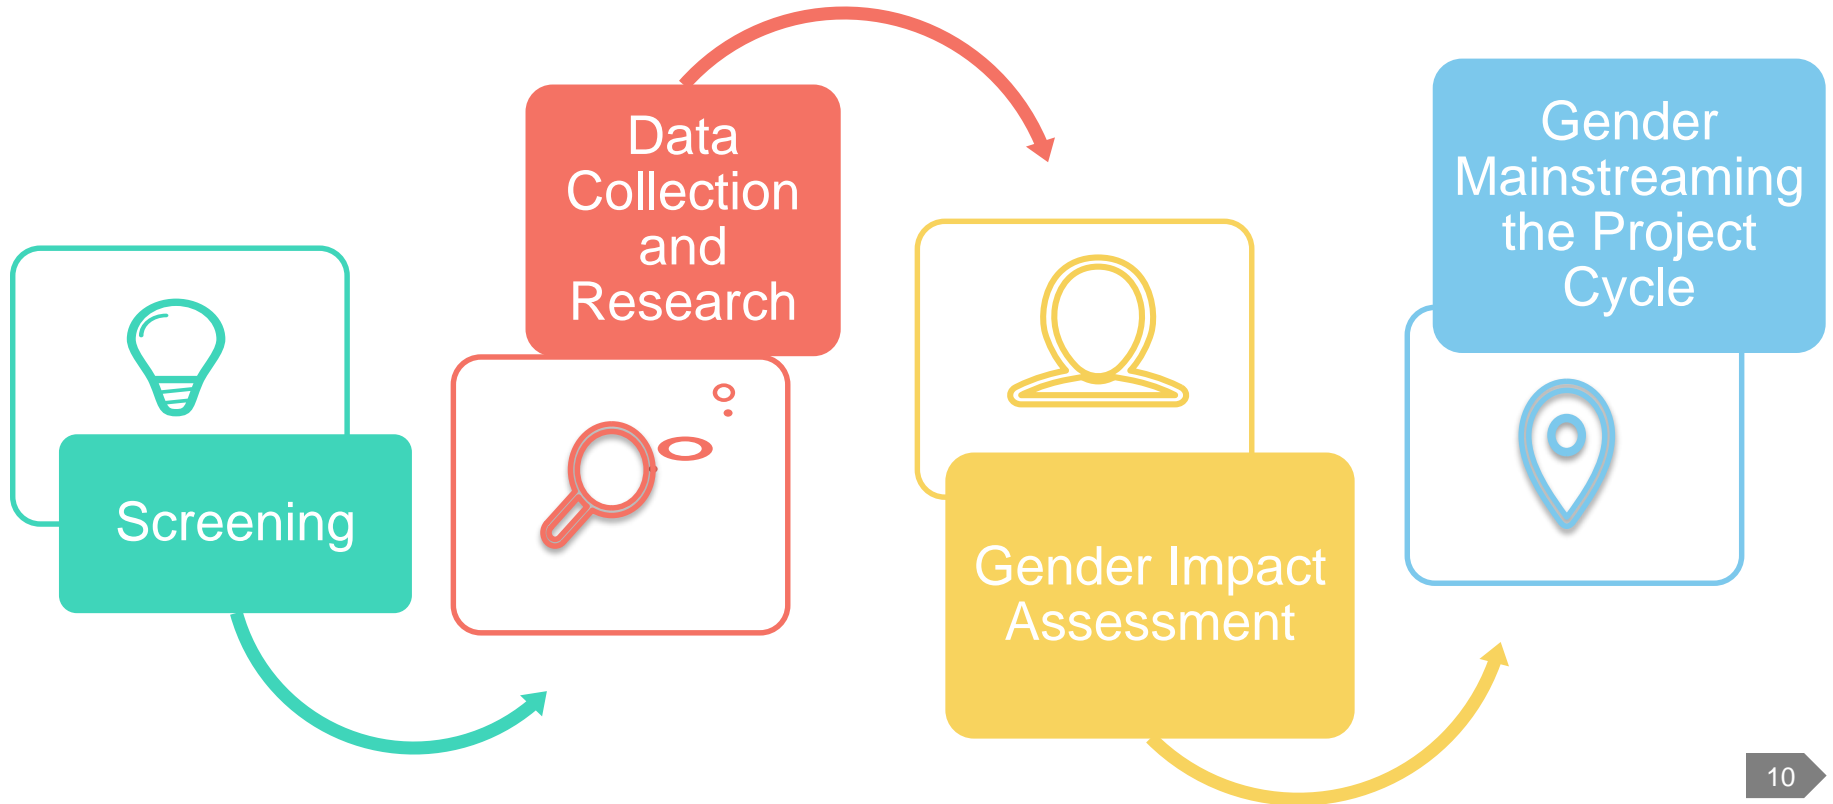 Screening
Data
Collection
and
Research
Gender Impact
Assessment
Gender
Mainstreaming
the Project
Cycle
10